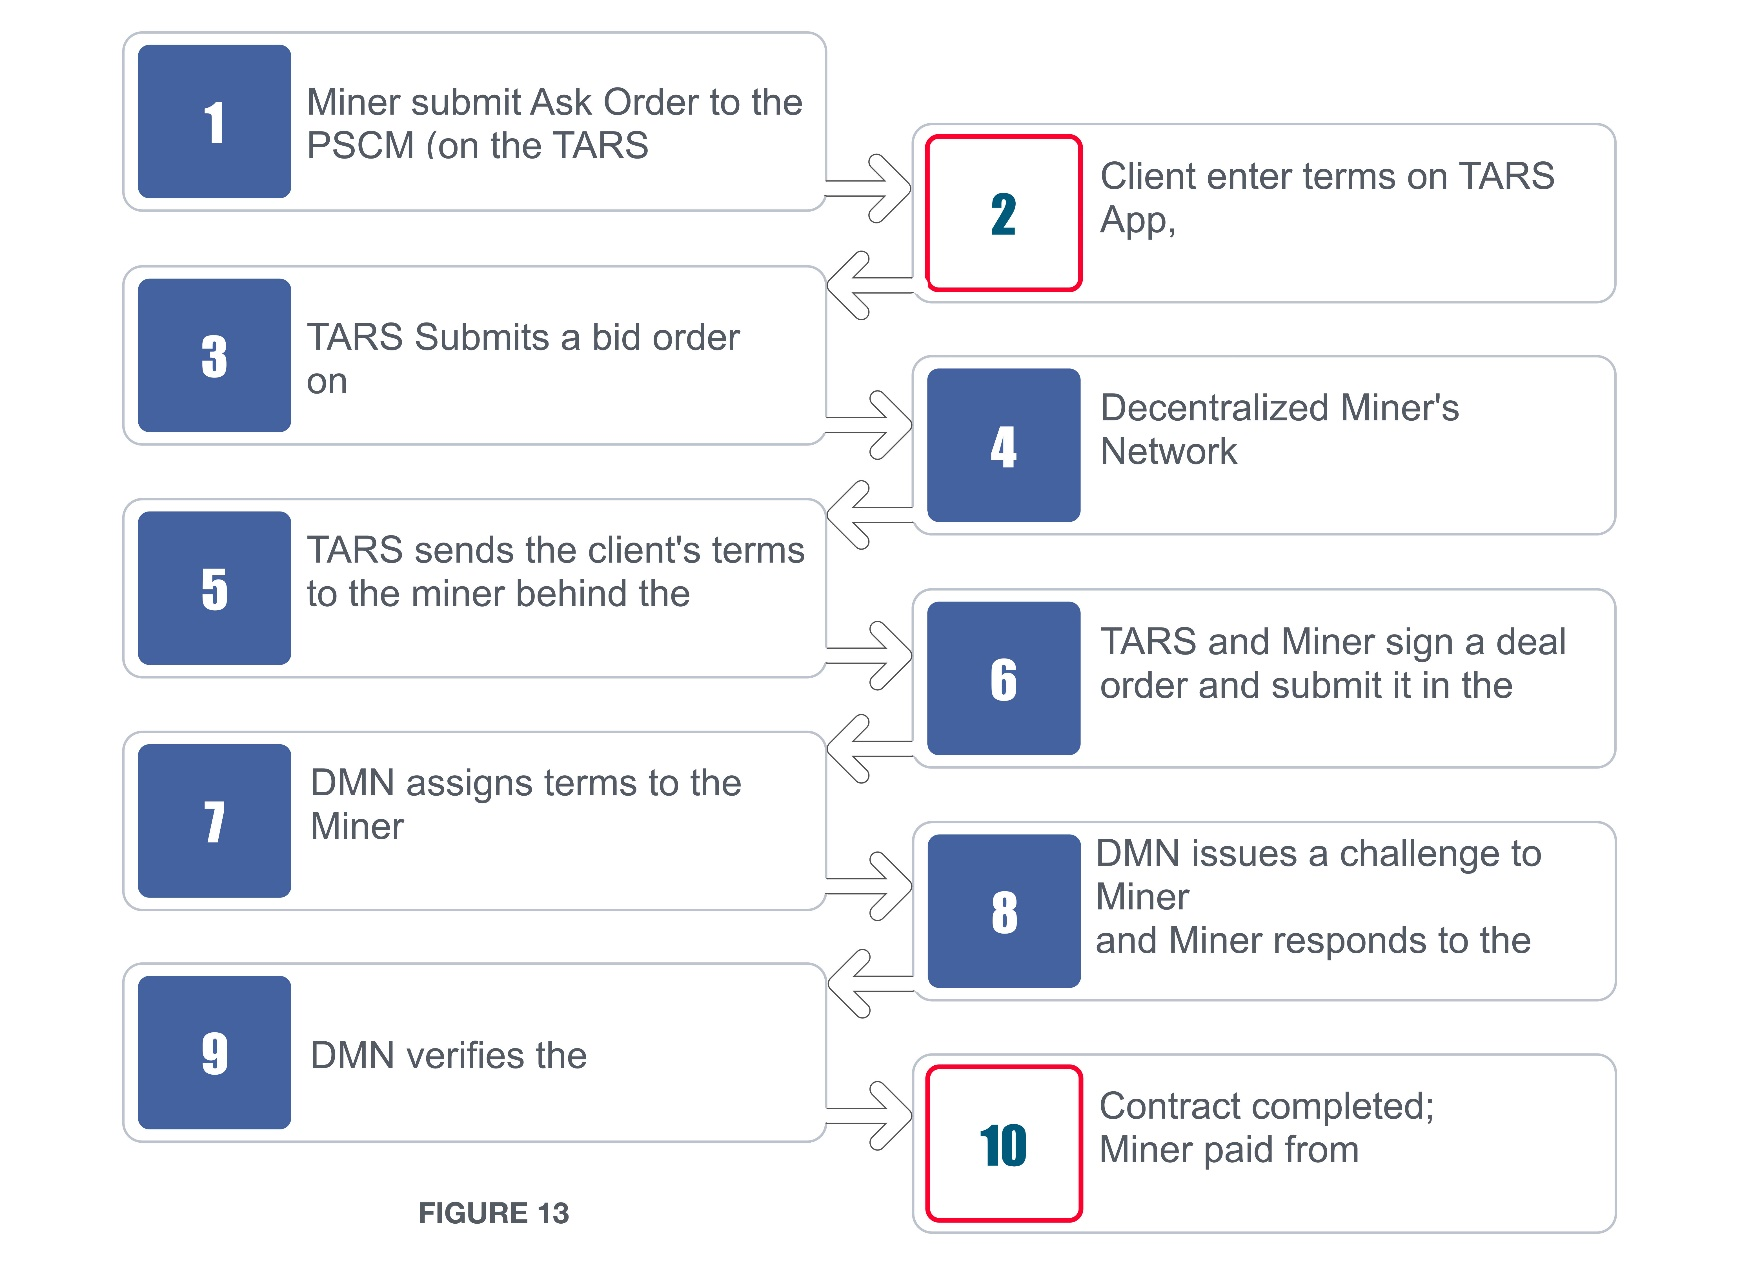 1
Miner submit Ask Order to the
PSCM (on the TARS
2
Client enter terms on TARS
App,
3
TARS Submits a bid order
on
4
Decentralized Miner's
Network
5
TARS sends the client's terms
to the miner behind the
6
TARS and Miner sign a deal
order and submit it in the
7
DMN assigns terms to the
Miner
8
DMN issues a challenge to
Miner
and Miner responds to the
9
DMN verifies the
10
Contract completed;
Miner paid from
FIGURE 13